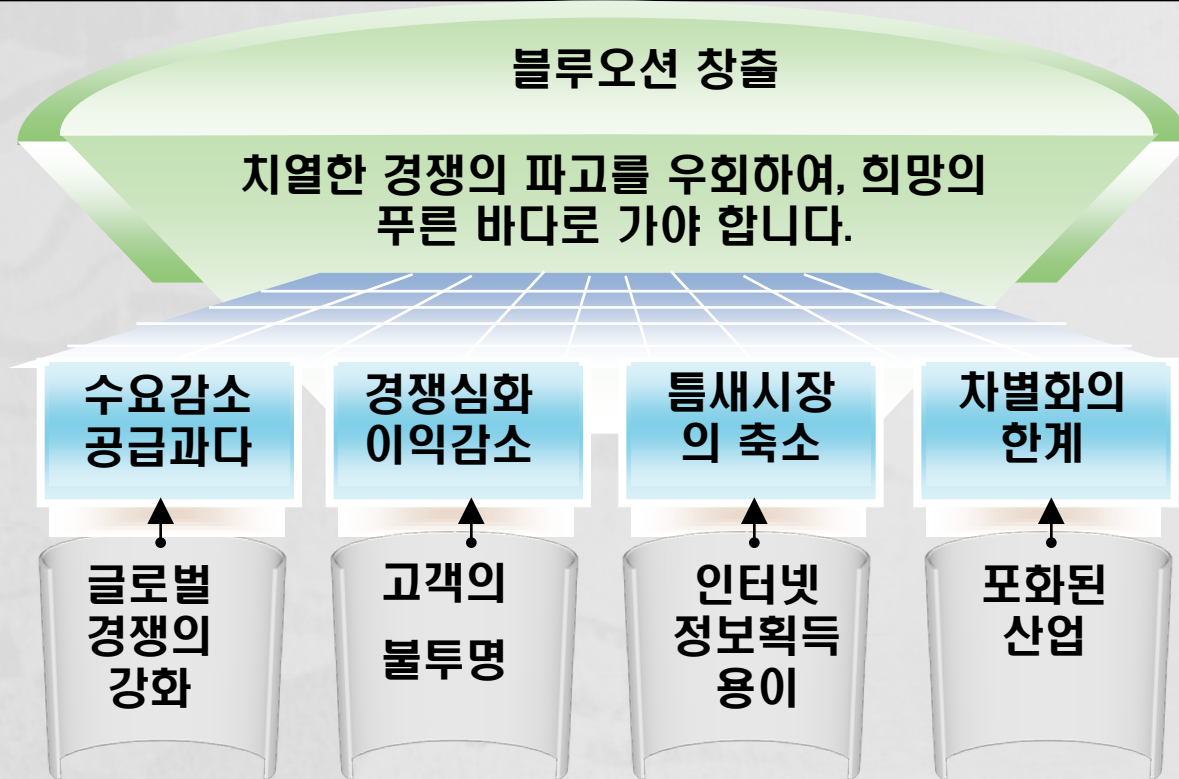 블루오션 창출
치열한 경쟁의 파고를 우회하여, 희망의
푸른 바다로 가야 합니다.
수요감소
공급과다
경쟁심화
이익감소
틈새시장
의 축소
차별화의
한계
글로벌
경쟁의
강화
고객의
불투명
인터넷
정보획득
용이
포화된
산업